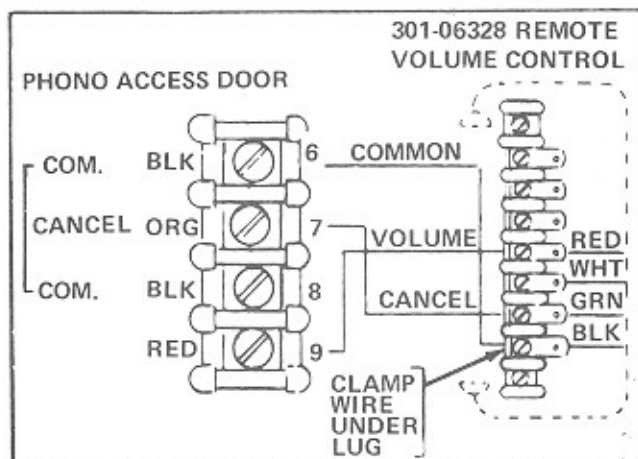 301-06328 REMOTE
VOLUME CONTROL
PHONO ACCESS DOOR
COM. BLK 6 COMMON
CANCEL ORG 7
VOLUME RED
WHT
COM. BLK 8 CANCEL GRN
BLK
RED 9
CLAMP
WIRE
UNDER
LUG